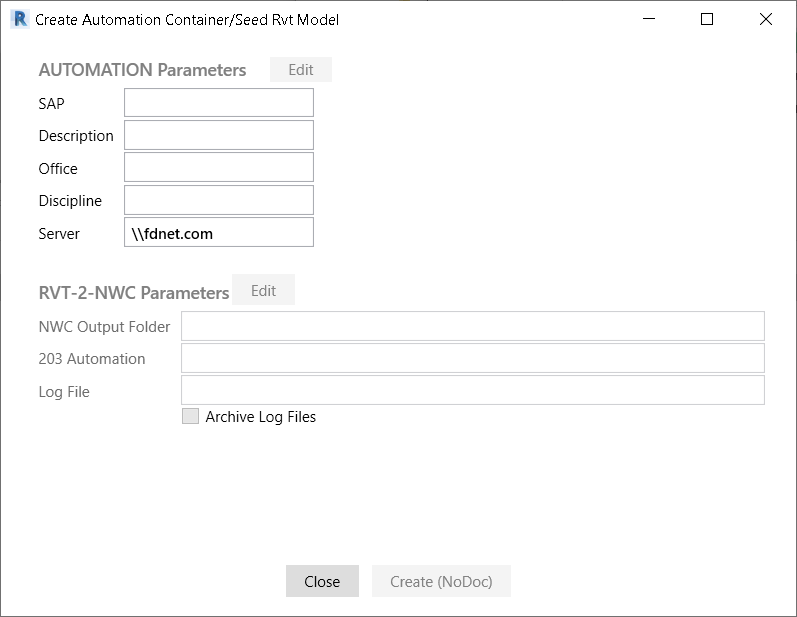 R Create Automation Container/Seed Rvt Model
AUTOMATION Parameters Edit
SAP
Description
Office
Discipline
Server \\fdnet.com
RVT-2-NWC Parameters Edit
NWC Output Folder
203 Automation
Log File
Archive Log Files
Close Create (NoDoc)